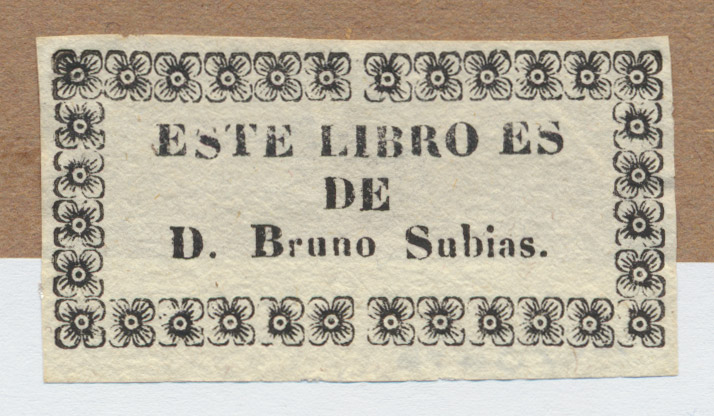 ESTE LIBRO ES
DE
D. Bruno Subias.